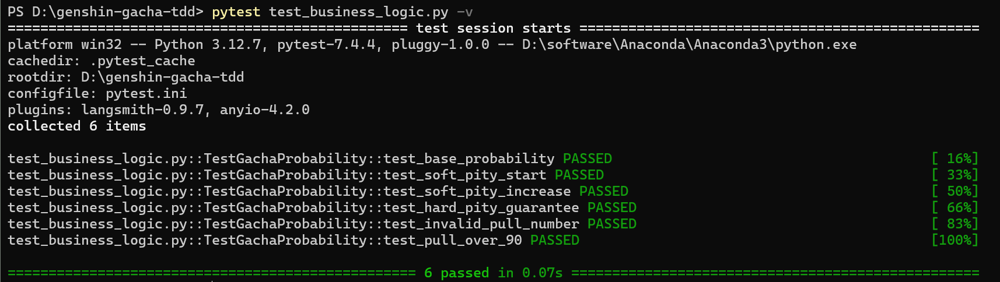 PS D:\genshin-gacha-tdd> pytest test_business_logic.py -v
================================================= test session starts =================================================
platform win32 -- Python 3.12.7, pytest-7.4.4, pluggy-1.0.0 -- D:\software\Anaconda\Anaconda3\python.exe
cachedir: .pytest_cache
rootdir: D:\genshin-gacha-tdd
configfile: pytest.ini
plugins: langsmith-0.9.7, anyio-4.2.0
collected 6 items

test_business_logic.py::TestGachaProbability::test_base_probability PASSED                                       [ 16%]
test_business_logic.py::TestGachaProbability::test_soft_pity_start PASSED                                        [ 33%]
test_business_logic.py::TestGachaProbability::test_soft_pity_increase PASSED                                     [ 50%]
test_business_logic.py::TestGachaProbability::test_hard_pity_guarantee PASSED                                    [ 66%]
test_business_logic.py::TestGachaProbability::test_invalid_pull_number PASSED                                    [ 83%]
test_business_logic.py::TestGachaProbability::test_pull_over_90 PASSED                                           [100%]

================================================== 6 passed in 0.07s ==================================================